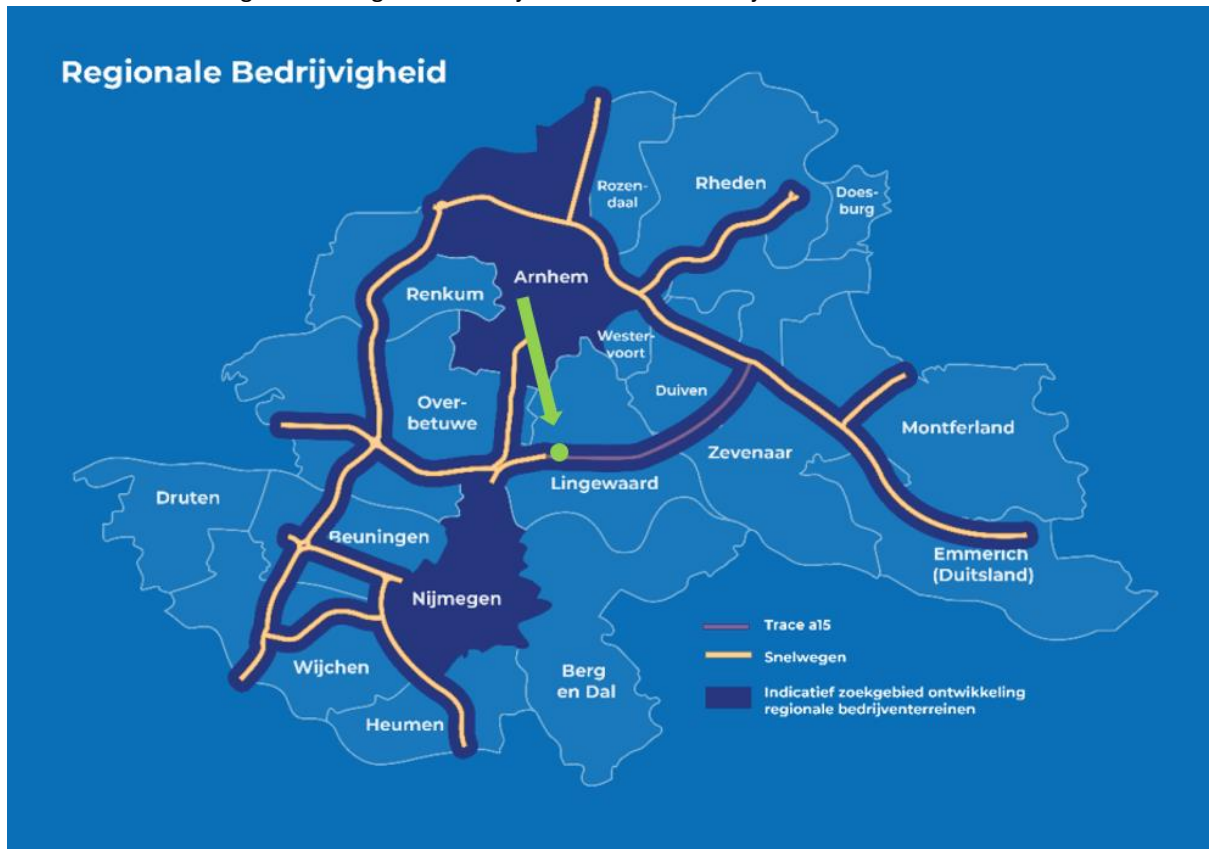 Regionale Bedrijvigheid
Rozen-
daal
Rheden
Does-
burg
Arnhem
Renkum
Wester-
voort
Duiven
Over-
betuwe
Montferland
Zevenaar
Lingewaard
Druten
Beuningen
Emmerich
(Duitsland)
Nijmegen
Wijchen
Berg
en Dal
Heumen
Trace a15
Snelwegen
Indicatief zoekgebied ontwikkeling
regionale bedrijventerreinen